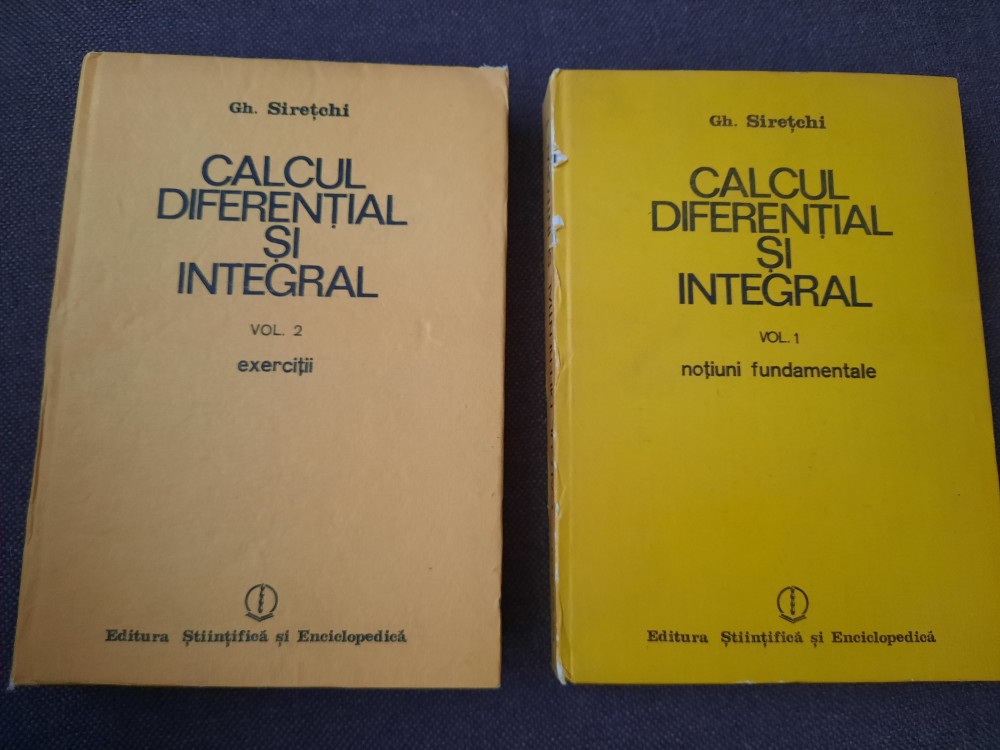 Gh. Sirețchi
CALCUL
DIFERENȚIAL
ȘI
INTEGRAL
VOL. 2
exerciții
Editura Științifică și Enciclopedică
Gh. Sirețchi
CALCUL
DIFERENȚIAL
ȘI
INTEGRAL
VOL. 1
noțiuni fundamentale
Editura Științifică și Enciclopedică